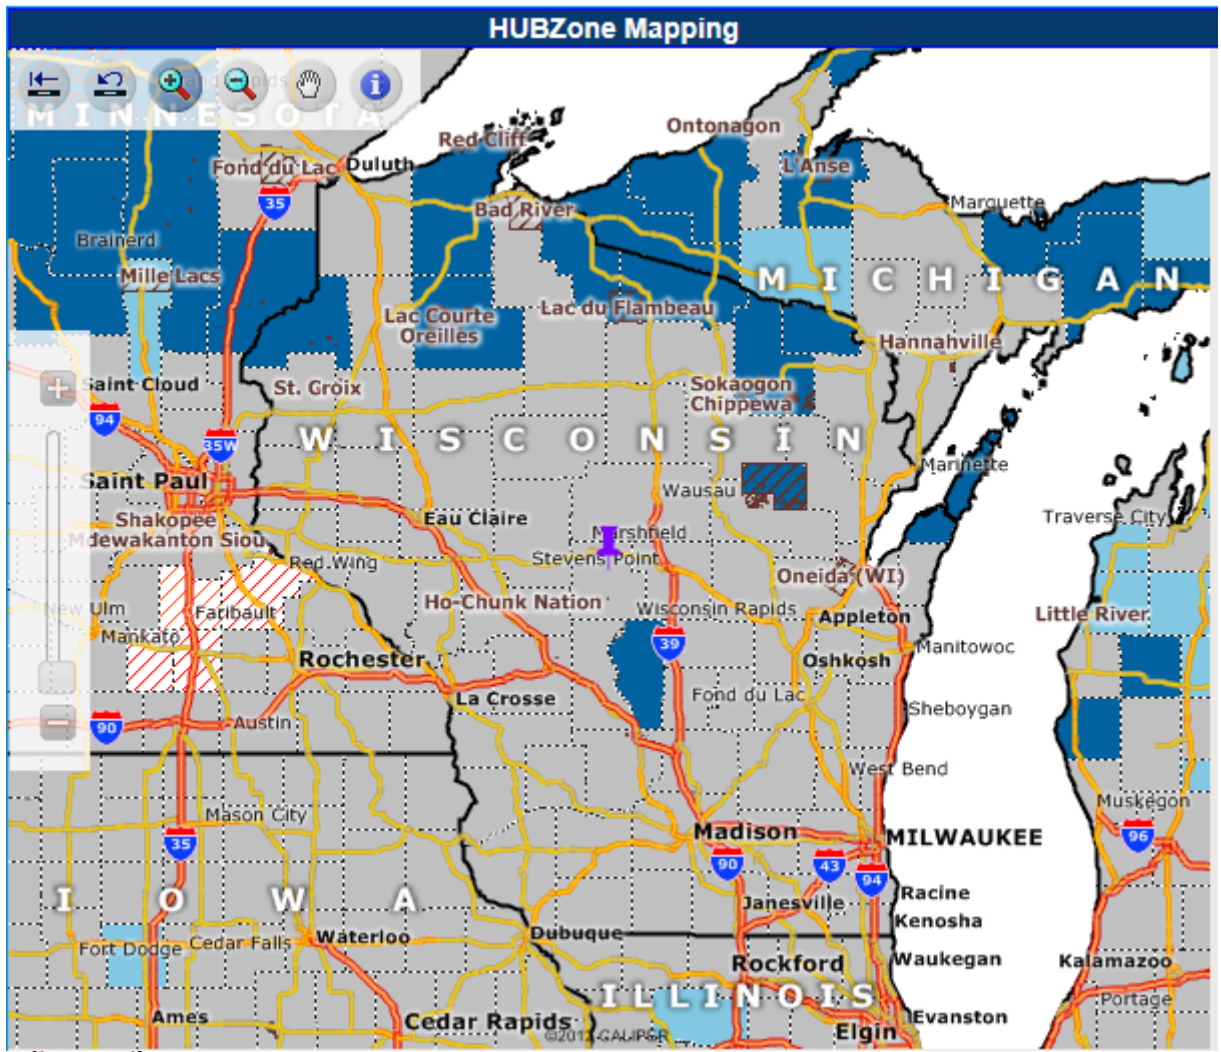 HUBZone Mapping
MINNESOTA
Red Cliff
Ontonagon
Fond du Lac
Duluth
L'Anse
35
Bad River
Marquette
Brainerd
Mille Lacs
MICHIGAN
Lac du Flambeau
Lac Courte
Oreilles
Hannahville
Saint Cloud
St. Croix
Sokaogon
Chippewa
94
35W
WISCONSIN
Marinette
Saint Paul
Wausau
Shakopee
Mdewakanton Siou
Eau Claire
Marshfield
Traverse City
Stevens Point
Red Wing
Oneida (WI)
New Ulm
Faribault
Ho-Chunk Nation
Wisconsin Rapids
Appleton
Little River
Mankato
39
Rochester
Oshkosh
Manitowoc
La Crosse
Fond du Lac
Sheboygan
90
Austin
West Bend
Mason City
Muskegon
35
Madison
MILWAUKEE
96
90
43
94
IOWA
Janesville
Racine
Kenosha
Fort Dodge
Cedar Falls
Waterloo
Dubuque
Rockford
Waukegan
Kalamazoo
ILLINOIS
Portage
Ames
Cedar Rapids
©2012 CALIPER
Elgin
Evanston